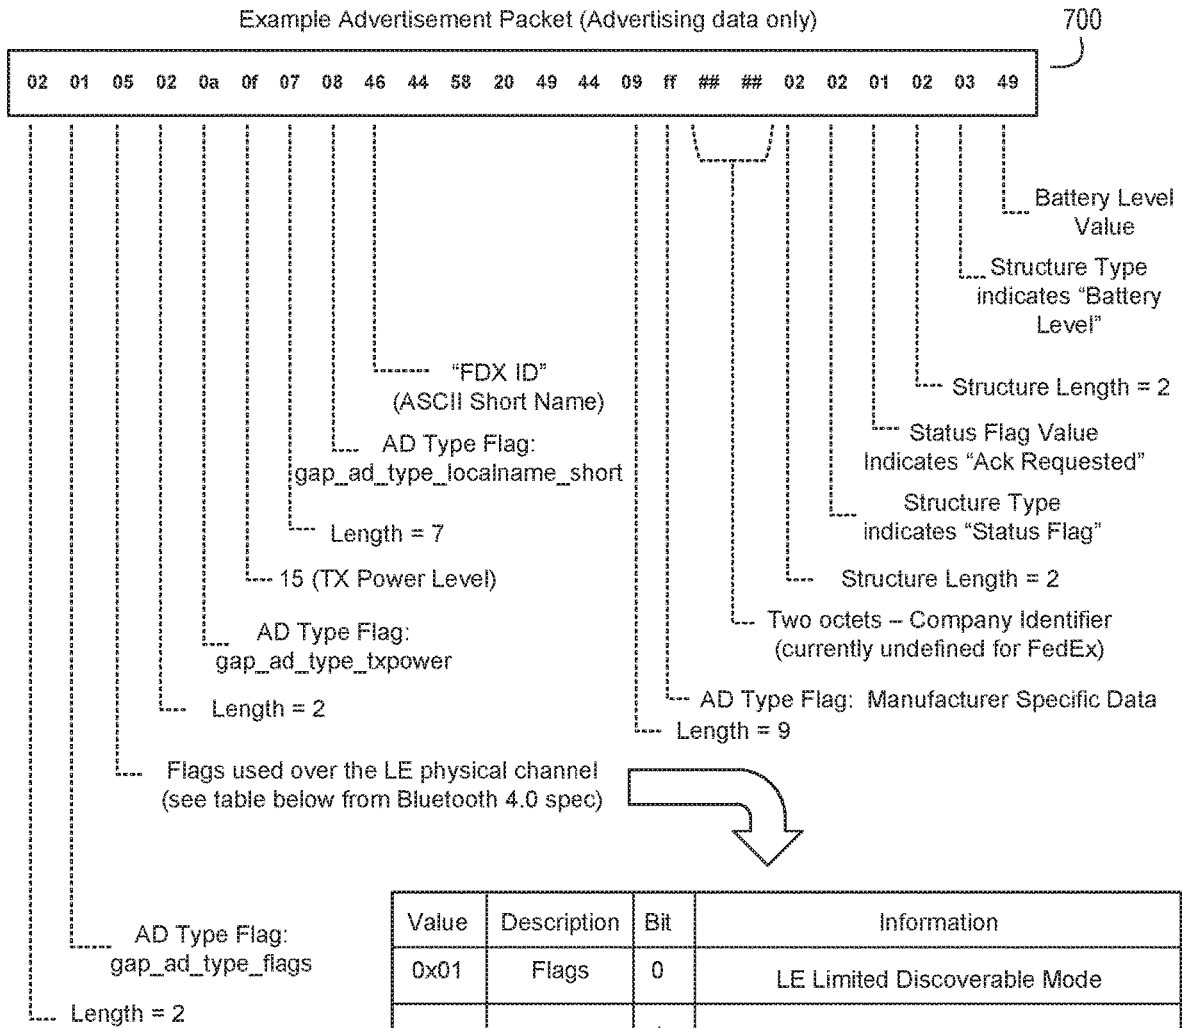 Example Advertisement Packet (Advertising data only)
700
02 01 05 02 0a 0f 07 08 46 44 58 20 49 44 09 ff ## ## 02 02 01 02 03 49
Battery Level
Value
Structure Type
indicates “Battery
Level”
“FDX ID”
(ASCII Short Name)
Structure Length = 2
AD Type Flag:
gap_ad_type_localname_short
Status Flag Value
Indicates “Ack Requested”
Length = 7
Structure Type
indicates “Status Flag”
15 (TX Power Level)
Structure Length = 2
AD Type Flag:
gap_ad_type_txpower
Two octets – Company Identifier
(currently undefined for FedEx)
Length = 2
AD Type Flag: Manufacturer Specific Data
Length = 9
Flags used over the LE physical channel
(see table below from Bluetooth 4.0 spec)
AD Type Flag:
gap_ad_type_flags
Length = 2
Value Description Bit Information
0x01 Flags 0 LE Limited Discoverable Mode